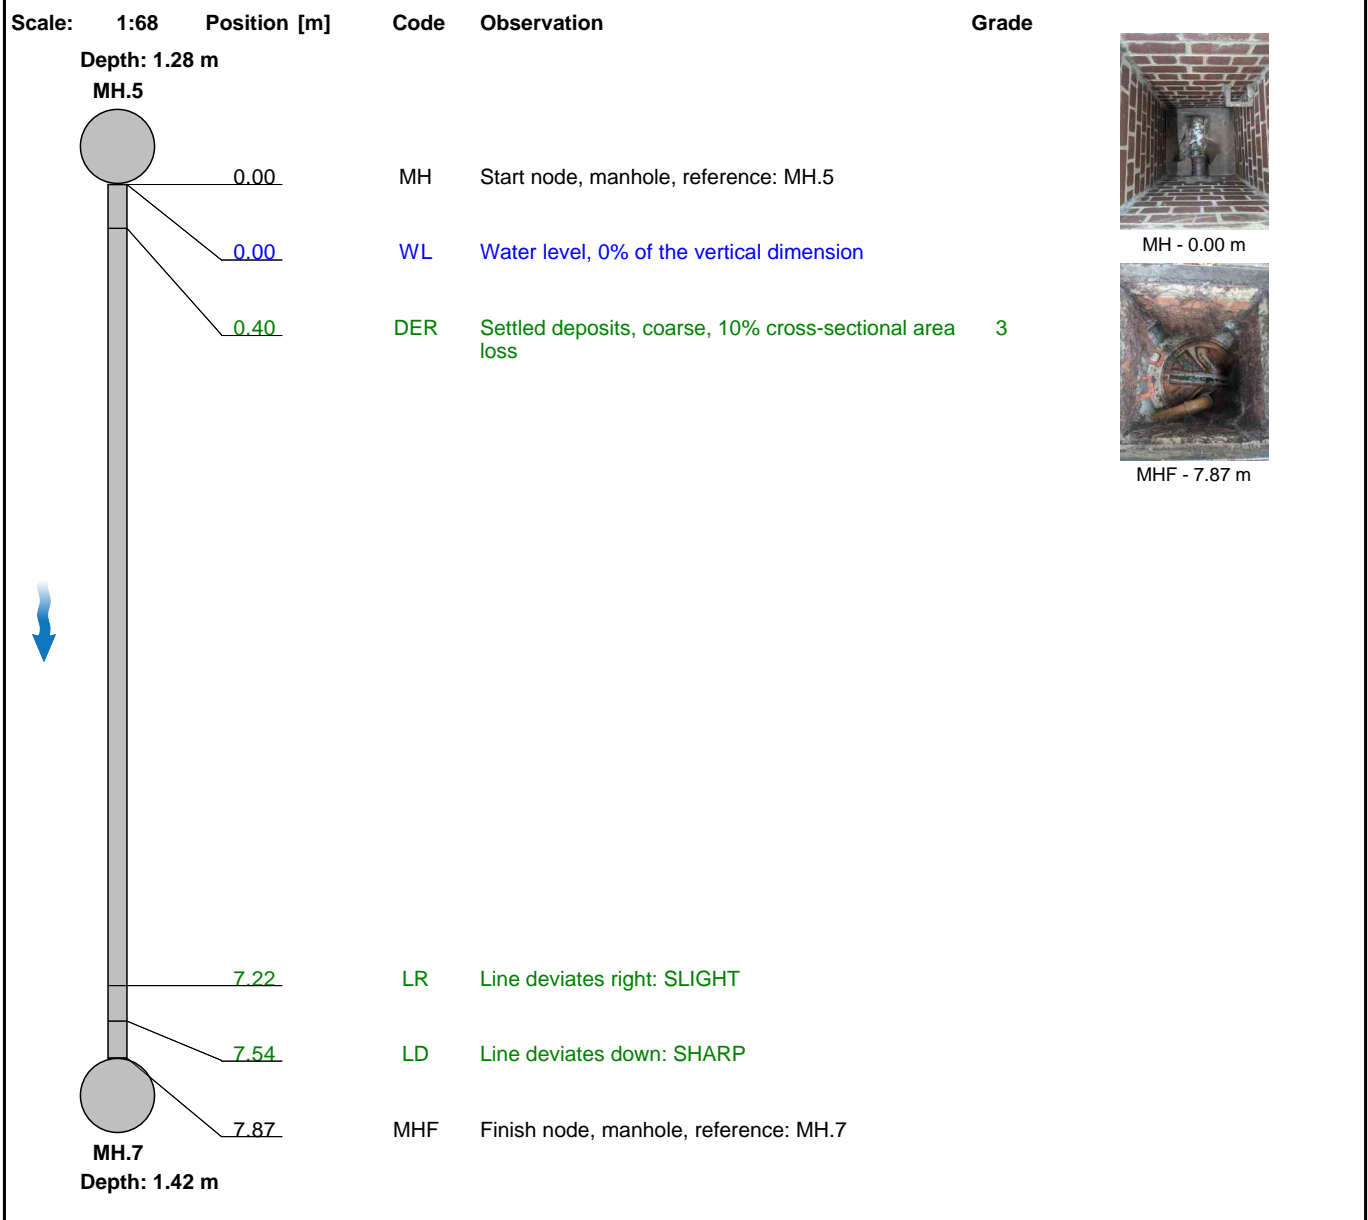 Scale: 1:68 Position [m] Code Observation Grade
Depth: 1.28 m
MH.5
0.00 MH Start node, manhole, reference: MH.5
0.00 WL Water level, 0% of the vertical dimension
0.40 DER Settled deposits, coarse, 10% cross-sectional area 3
loss
7.22 LR Line deviates right: SLIGHT
7.54 LD Line deviates down: SHARP
7.87 MHF Finish node, manhole, reference: MH.7
MH.7
Depth: 1.42 m
MH - 0.00 m
MHF - 7.87 m